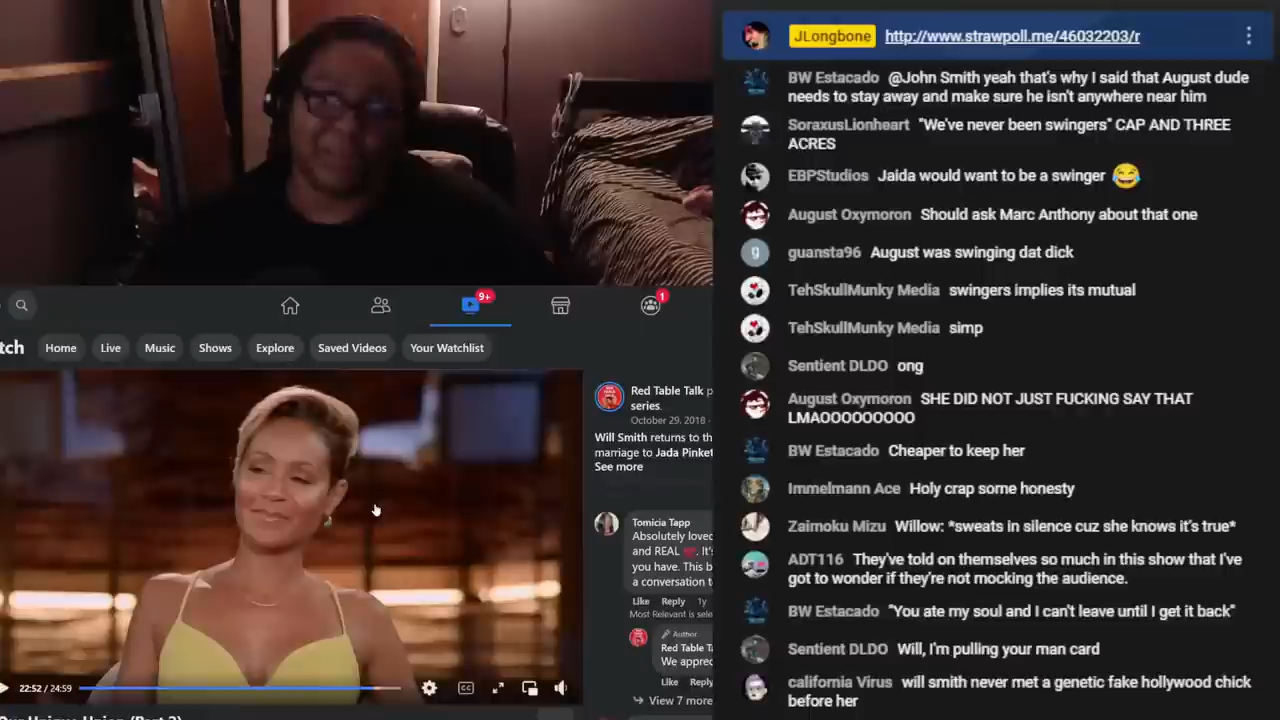 9+
1
tch
Home
Live
Music
Shows
Explore
Saved Videos
Your Watchlist
Red Table Talk p
series.
October 29, 2018 ·
Will Smith returns to th
marriage to Jada Pinket
See more
Tomicia Tapp
Absolutely loved
and REAL ❤. It's
you have. This b
a conversation to
Like Reply 1y
Most Relevant is sele
Author
Red Table Ta
We apprec
Like Reply
View 7 more
22:52 / 24:59
CC
JLongbone http://www.strawpoll.me/46032203/r
BW Estacado @John Smith yeah that's why I said that August dude
needs to stay away and make sure he isn't anywhere near him
SoraxusLionheart "We've never been swingers" CAP AND THREE
ACRES
EBPStudios Jaida would want to be a swinger 😂
August Oxymoron Should ask Marc Anthony about that one
g guansta96 August was swinging dat dick
TehSkullMunky Media swingers implies its mutual
TehSkullMunky Media simp
Sentient DLDO ong
August Oxymoron SHE DID NOT JUST FUCKING SAY THAT
LMAOOOOOOOOO
BW Estacado Cheaper to keep her
Immelmann Ace Holy crap some honesty
Zaimoku Mizu Willow: *sweats in silence cuz she knows it's true*
ADT116 They've told on themselves so much in this show that I've
got to wonder if they're not mocking the audience.
BW Estacado "You ate my soul and I can't leave until I get it back"
Sentient DLDO Will, I'm pulling your man card
california Virus will smith never met a genetic fake hollywood chick
before her